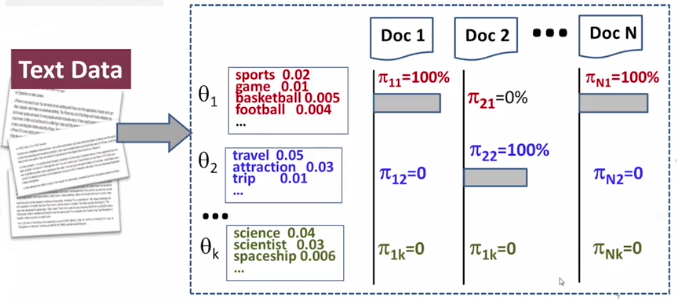 Text Data
Doc 1 Doc 2 ••• Doc N
θ1
sports 0.02
game 0.01
basketball 0.005
football 0.004
...
π11=100%
π21=0%
πN1=100%
θ2
travel 0.05
attraction 0.03
trip 0.01
...
π12=0
π22=100%
πN2=0
•••
θk
science 0.04
scientist 0.03
spaceship 0.006
...
π1k=0
π1k=0
πNk=0